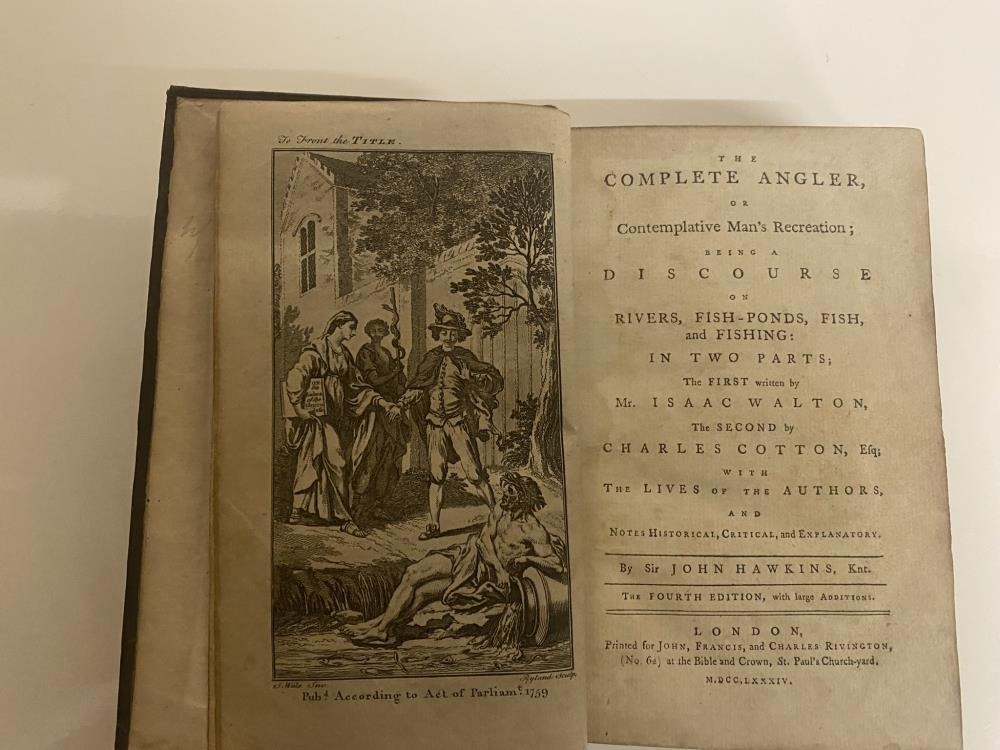 To Front the TITLE.
S. Wale Inv.
Ryland Sculp.
Pub.d According to Act of Parliam.t 1759
THE
COMPLETE ANGLER,
OR
Contemplative Man's Recreation;
BEING A
DISCOURSE
ON
RIVERS, FISH-PONDS, FISH,
and FISHING:
IN TWO PARTS;
The FIRST written by
Mr. ISAAC WALTON,
The SECOND by
CHARLES COTTON, Eſq;
WITH
THE LIVES OF THE AUTHORS,
AND
NOTES HISTORICAL, CRITICAL, and EXPLANATORY.
By Sir JOHN HAWKINS, Knt.
THE FOURTH EDITION, with large ADDITIONS.
LONDON,
Printed for JOHN, FRANCIS, and CHARLES RIVINGTON,
(No. 62) at the Bible and Crown, St. Paul's Church-yard.
M.DCC,LXXXIV.